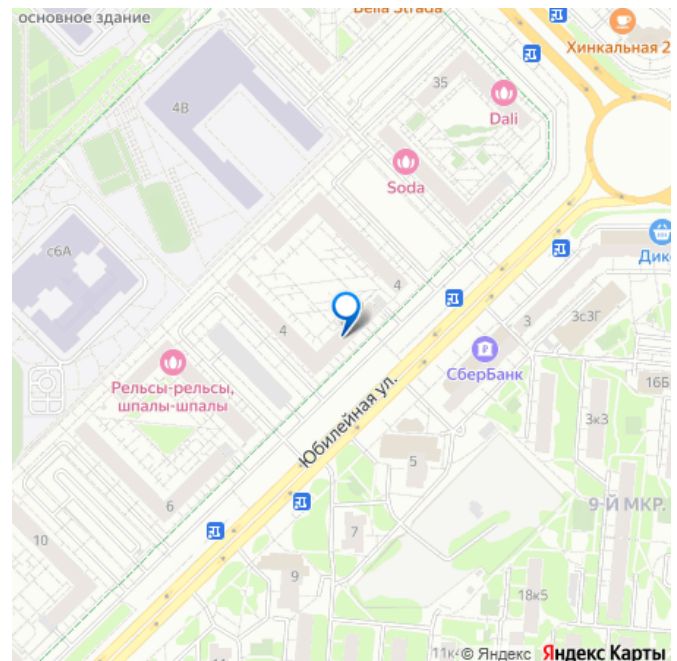 основное здание
Bella Strada
Хинкальная 2
35
4В
Dali
Soda
с6А
Дик
4
3с3Г
3
4
СберБанк
Рельсы-рельсы,
шпалы-шпалы
16Б
Юбилейная ул.
3к3
5
9-Й МКР.
6
7
10
9
18к5
11к4
© Яндекс Яндекс Карты